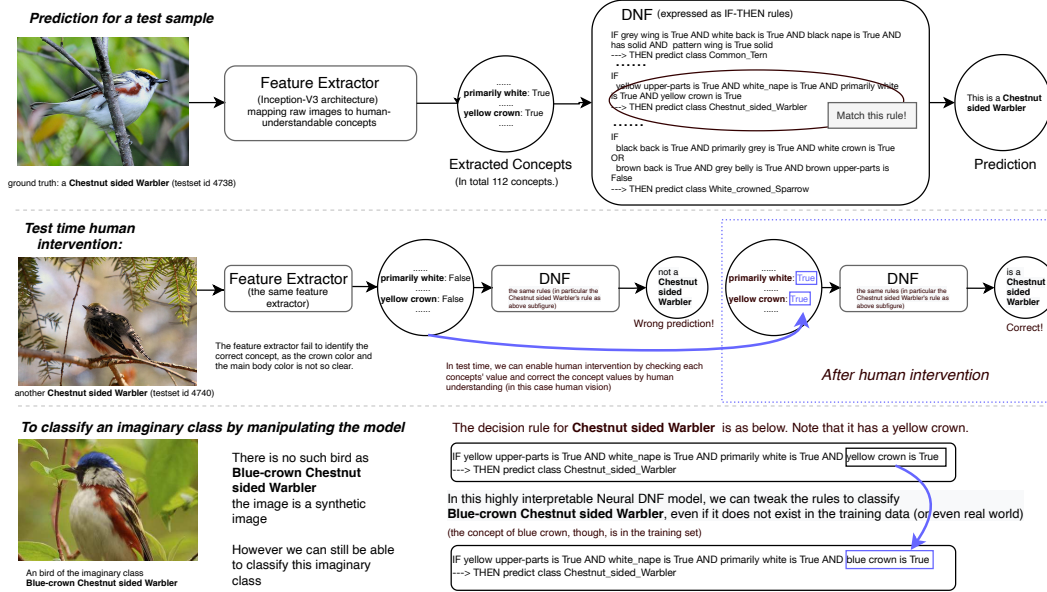 Prediction for a test sample
Feature Extractor
(Inception-V3 architecture)
mapping raw images to human-
understandable concepts
......
primarily white: True
......
yellow crown: True
......
Extracted Concepts
(In total 112 concepts.)
DNF (expressed as IF-THEN rules)
IF grey wing is True AND white back is True AND black nape is True AND
has solid AND pattern wing is True solid
---> THEN predict class Common_Tern
......
IF
yellow upper-parts is True AND white_nape is True AND primarily white
is True AND yellow crown is True
---> THEN predict class Chestnut_sided_Warbler
Match this rule!
......
IF
black back is True AND primarily grey is True AND white crown is True
OR
brown back is True AND grey belly is True AND brown upper-parts is
False
---> THEN predict class White_crowned_Sparrow
This is a Chestnut
sided Warbler
Prediction
ground truth: a Chestnut sided Warbler (testset id 4738)
Test time human
intervention:
Feature Extractor
(the same feature
extractor)
......
primarily white: False
......
yellow crown: False
......
DNF
the same rules (in particular the
Chestnut sided Warbler's rule as
above subfigure)
not a
Chestnut
sided
Warbler
Wrong prediction!
......
primarily white: True
......
yellow crown: True
......
DNF
the same rules (in particular the
Chestnut sided Warbler's rule as
above subfigure)
is a
Chestnut
sided
Warbler
Correct!
The feature extractor fail to identify the
correct concept, as the crown color and
the main body color is not so clear.
In test time, we can enable human intervention by checking each
concepts' value and correct the concept values by human
understanding (in this case human vision)
After human intervention
another Chestnut sided Warbler (testset id 4740)
To classify an imaginary class by manipulating the model
There is no such bird as
Blue-crown Chestnut
sided Warbler
the image is a synthetic
image
However we can still be able
to classify this imaginary
class
An bird of the imaginary class
Blue-crown Chestnut sided Warbler
The decision rule for Chestnut sided Warbler is as below. Note that it has a yellow crown.
IF yellow upper-parts is True AND white_nape is True AND primarily white is True AND yellow crown is True
---> THEN predict class Chestnut_sided_Warbler
In this highly interpretable Neural DNF model, we can tweak the rules to classify
Blue-crown Chestnut sided Warbler, even if it does not exist in the training data (or even real world)
(the concept of blue crown, though, is in the training set)
IF yellow upper-parts is True AND white_nape is True AND primarily white is True AND blue crown is True
---> THEN predict class Chestnut_sided_Warbler